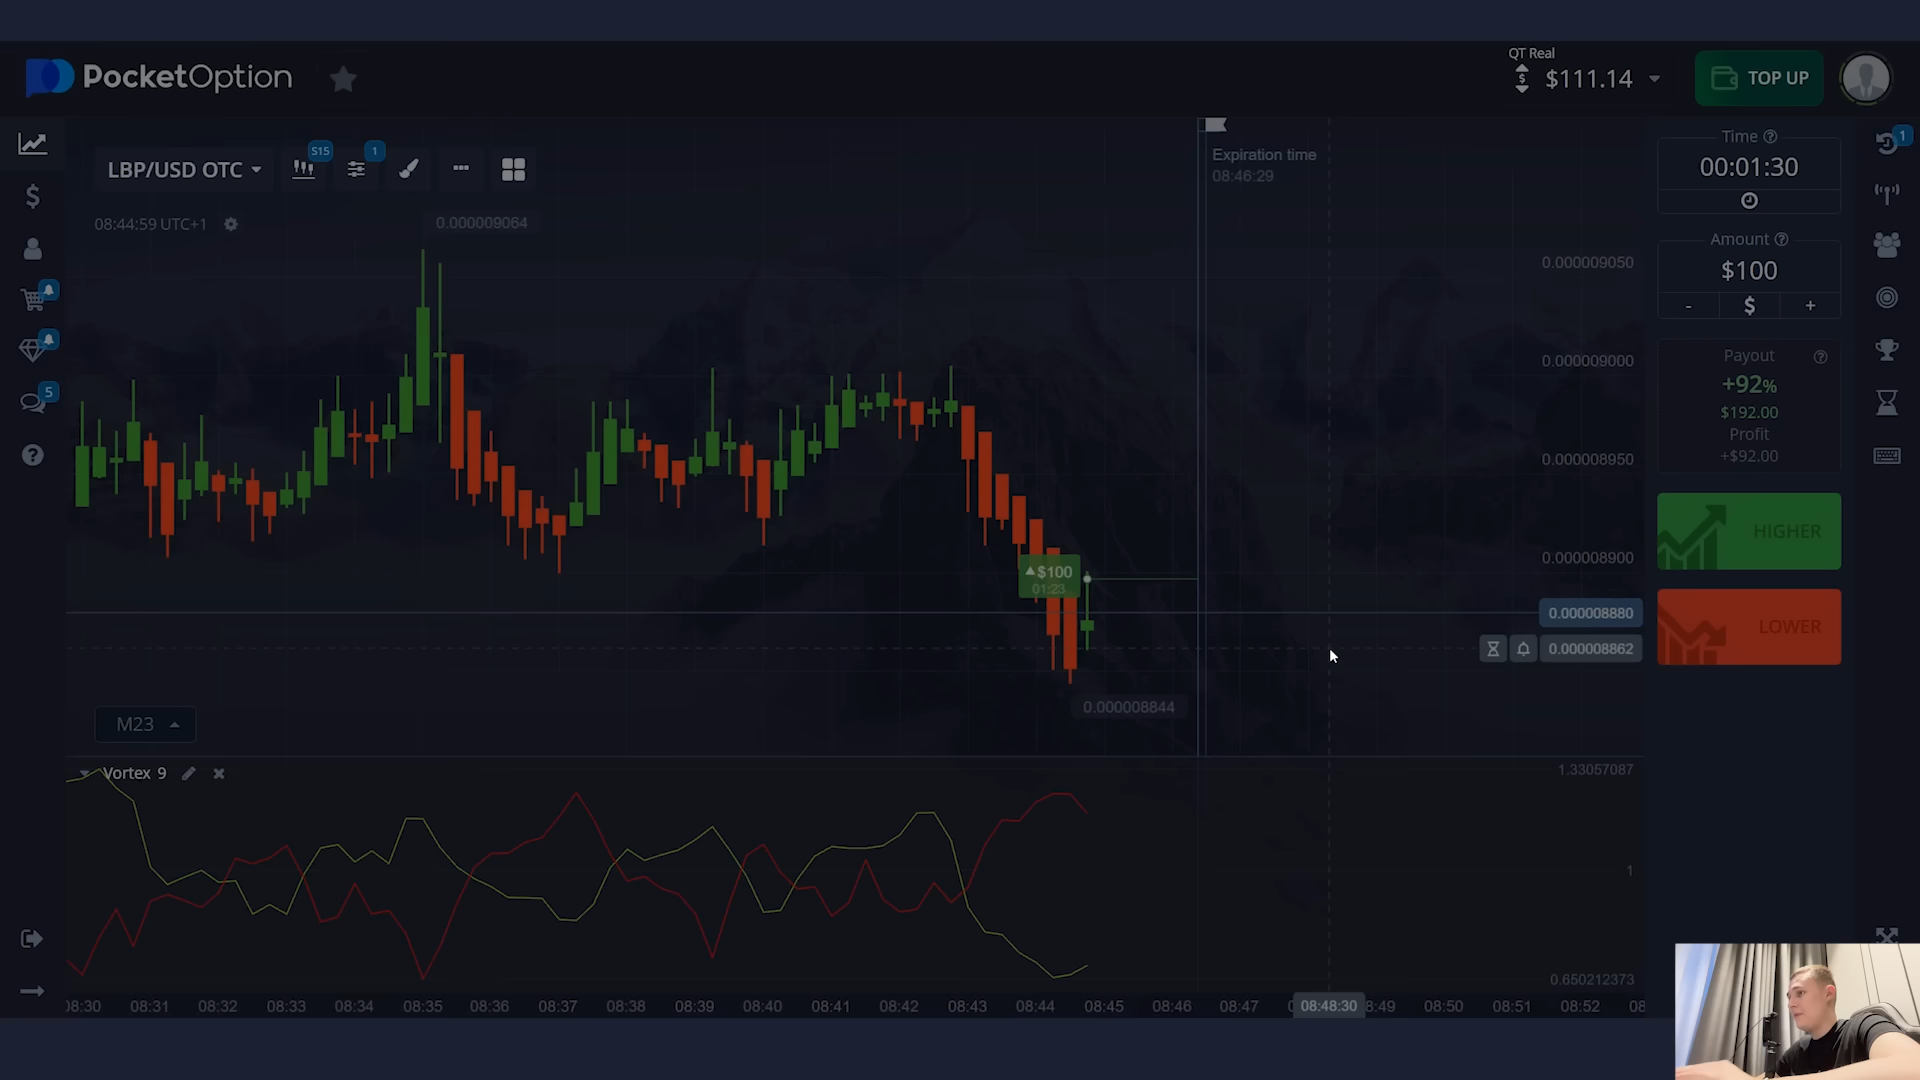 PocketOption
QT Real
$111.14
TOP UP
LBP/USD OTC
S15
1
08:44:59 UTC+1
0.000009064
Expiration time
08:46:29
Time
00:01:30
Amount
$100
- $ +
Payout
+92%
$192.00
Profit
+$92.00
HIGHER
LOWER
1
5
0.000009050
0.000009000
0.000008950
0.000008900
0.000008880
0.000008862
$100
01:23
0.000008844
M23
Vortex 9
1.33057087
1
0.650212373
08:30 08:31 08:32 08:33 08:34 08:35 08:36 08:37 08:38 08:39 08:40 08:41 08:42 08:43 08:44 08:45 08:46 08:47 08:48:30 8:49 08:50 08:51 08:52 08